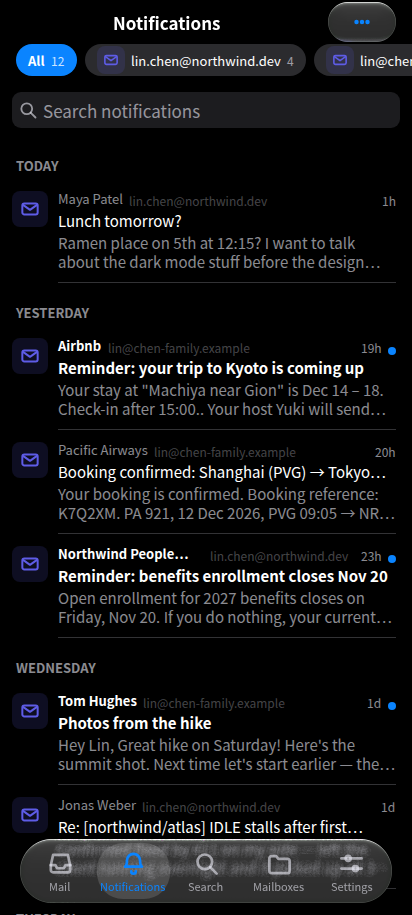 Notifications
All 12
lin.chen@northwind.dev 4
lin@cher
Search notifications
TODAY
Maya Patel lin.chen@northwind.dev 1h
Lunch tomorrow?
Ramen place on 5th at 12:15? I want to talk
about the dark mode stuff before the design…
YESTERDAY
Airbnb lin@chen-family.example 19h
Reminder: your trip to Kyoto is coming up
Your stay at "Machiya near Gion" is Dec 14 – 18.
Check-in after 15:00.. Your host Yuki will send…
Pacific Airways lin@chen-family.example 20h
Booking confirmed: Shanghai (PVG) → Tokyo…
Your booking is confirmed. Booking reference:
K7Q2XM. PA 921, 12 Dec 2026, PVG 09:05 → NR…
Northwind People… lin.chen@northwind.dev 23h
Reminder: benefits enrollment closes Nov 20
Open enrollment for 2027 benefits closes on
Friday, Nov 20. If you do nothing, your current…
WEDNESDAY
Tom Hughes lin@chen-family.example 1d
Photos from the hike
Hey Lin, Great hike on Saturday! Here's the
summit shot. Next time let's start earlier — the…
Jonas Weber lin.chen@northwind.dev 1d
Re: [northwind/atlas] IDLE stalls after first…
Mail
Notifications
Search
Mailboxes
Settings